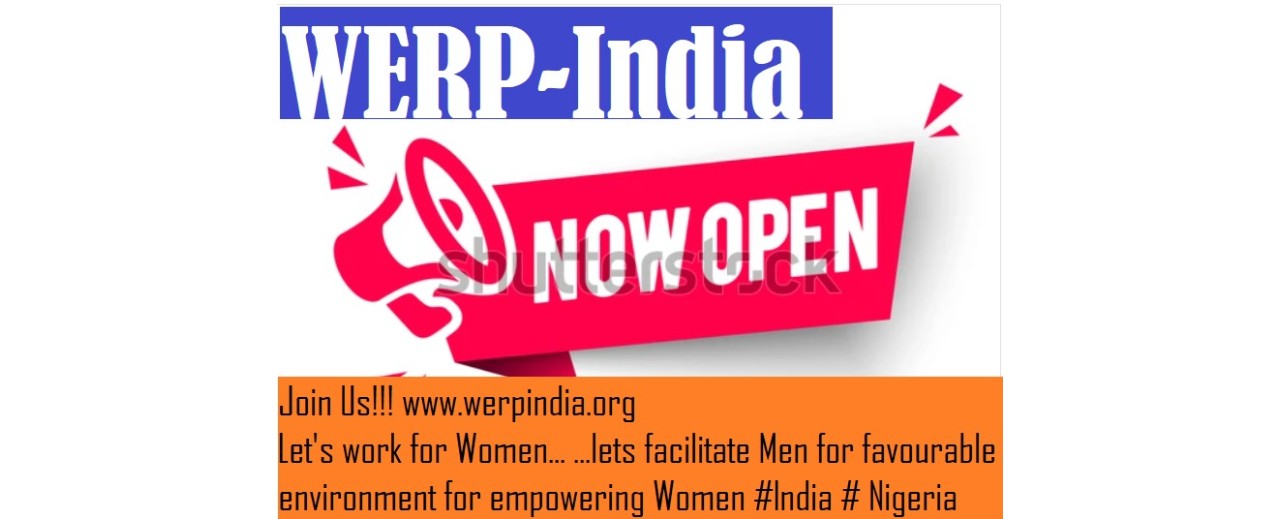 WERP-India
NOW OPEN
shutterstock
Join Us!!! www.werpindia.org
Let's work for Women... ...lets facilitate Men for favourable
environment for empowering Women #India # Nigeria